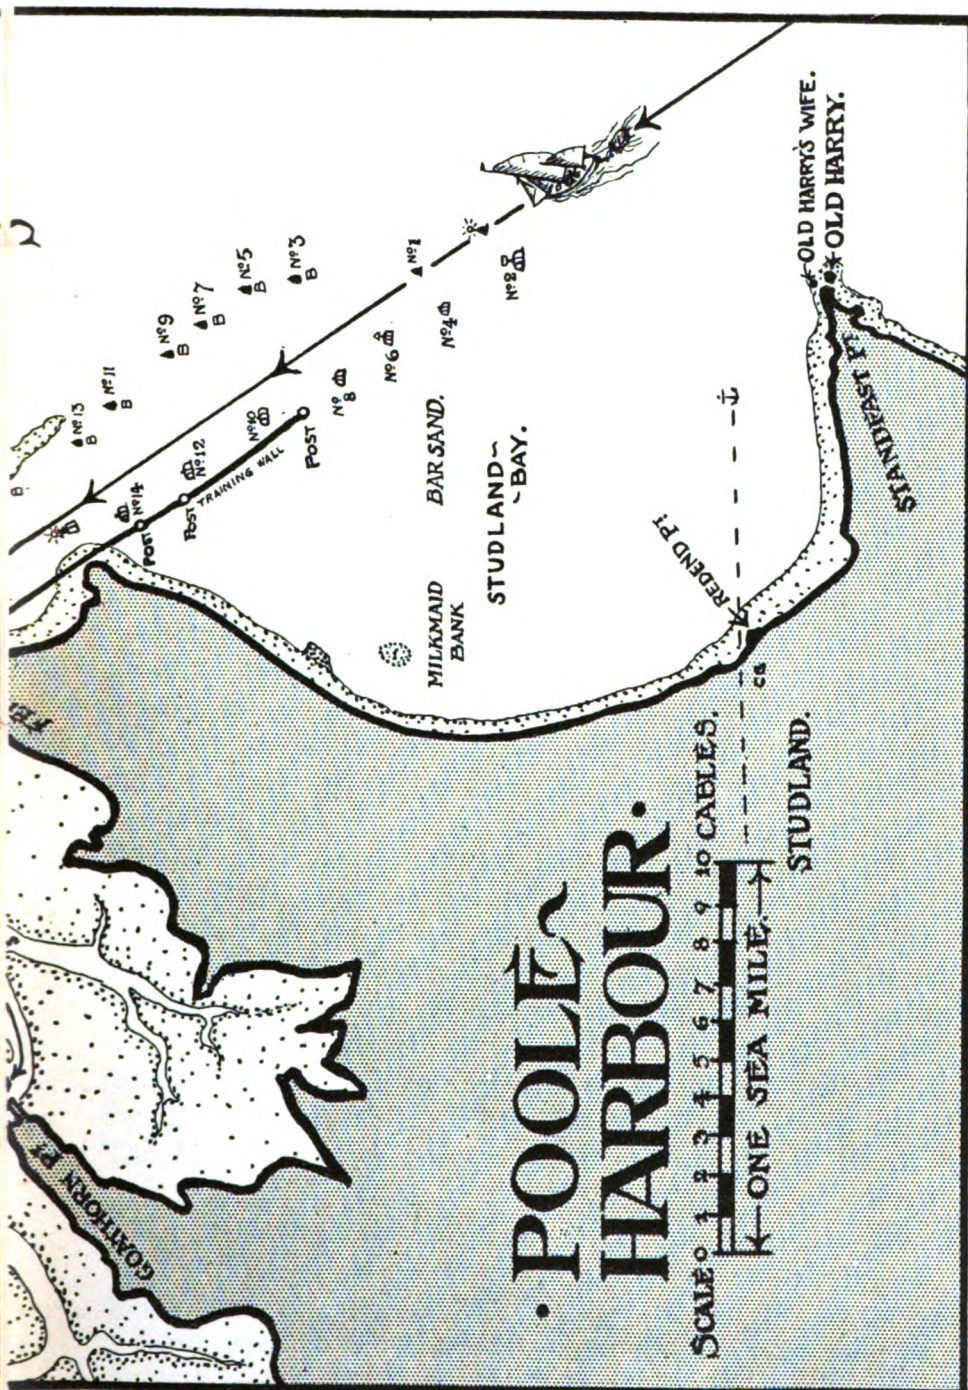 · POOLE
HARBOUR ·
SCALE 0 1 2 3 4 5 6 7 8 9 10 CABLES.
ONE SEA MILE.
STUDLAND.
C G
REDEND Pt
STANDFAST Pt
OLD HARRY'S WIFE.
OLD HARRY.
STUDLAND~
~BAY.
MILKMAID
BANK
BAR SAND.
GOATHORN Pt
TRAINING WALL
POST
POST
POST
No 1
No 2
No 3
B
No 4
No 5
B
No 6
No 7
B
No
8
No 9
B
No 10
No 11
B
No 12
No 13
B
No 14
B